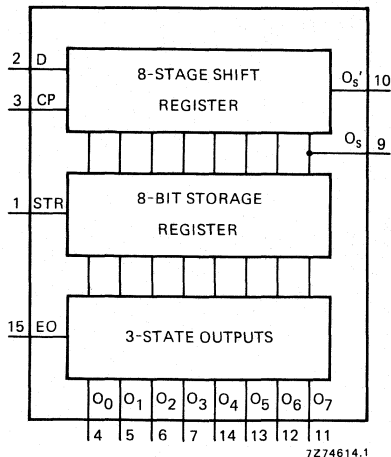 2 D
8-STAGE SHIFT
REGISTER
Os' 10
3 CP
Os 9
1 STR
8-BIT STORAGE
REGISTER
15 EO
3-STATE OUTPUTS
O0 O1 O2 O3 O4 O5 O6 O7
4 5 6 7 14 13 12 11
7Z74614.1